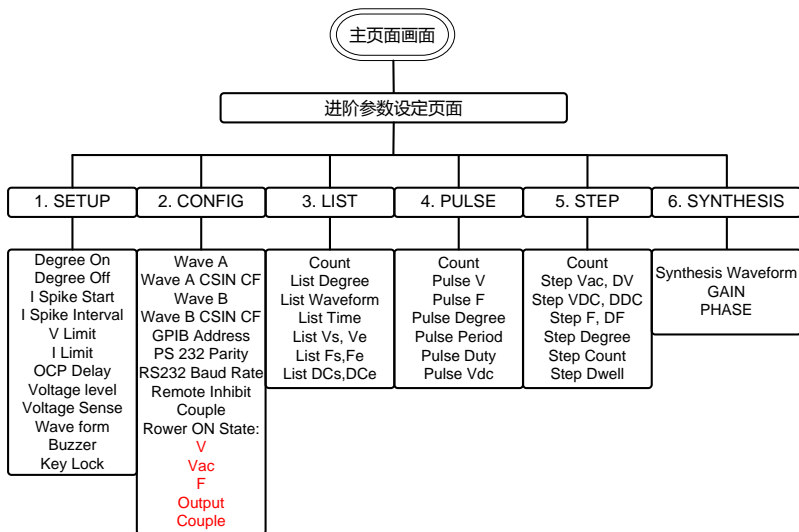 主页面画面
进阶参数设定页面
1. SETUP
2. CONFIG
3. LIST
4. PULSE
5. STEP
6. SYNTHESIS
Degree On
Degree Off
I Spike Start
I Spike Interval
V Limit
I Limit
OCP Delay
Voltage level
Voltage Sense
Wave form
Buzzer
Key Lock
Wave A
Wave A CSIN CF
Wave B
Wave B CSIN CF
GPIB Address
PS 232 Parity
RS232 Baud Rate
Remote Inhibit
Couple
Rower ON State:
V
Vac
F
Output
Couple
Count
List Degree
List Waveform
List Time
List Vs, Ve
List Fs,Fe
List DCs,DCe
Count
Pulse V
Pulse F
Pulse Degree
Pulse Period
Pulse Duty
Pulse Vdc
Count
Step Vac, DV
Step VDC, DDC
Step F, DF
Step Degree
Step Count
Step Dwell
Synthesis Waveform
GAIN
PHASE